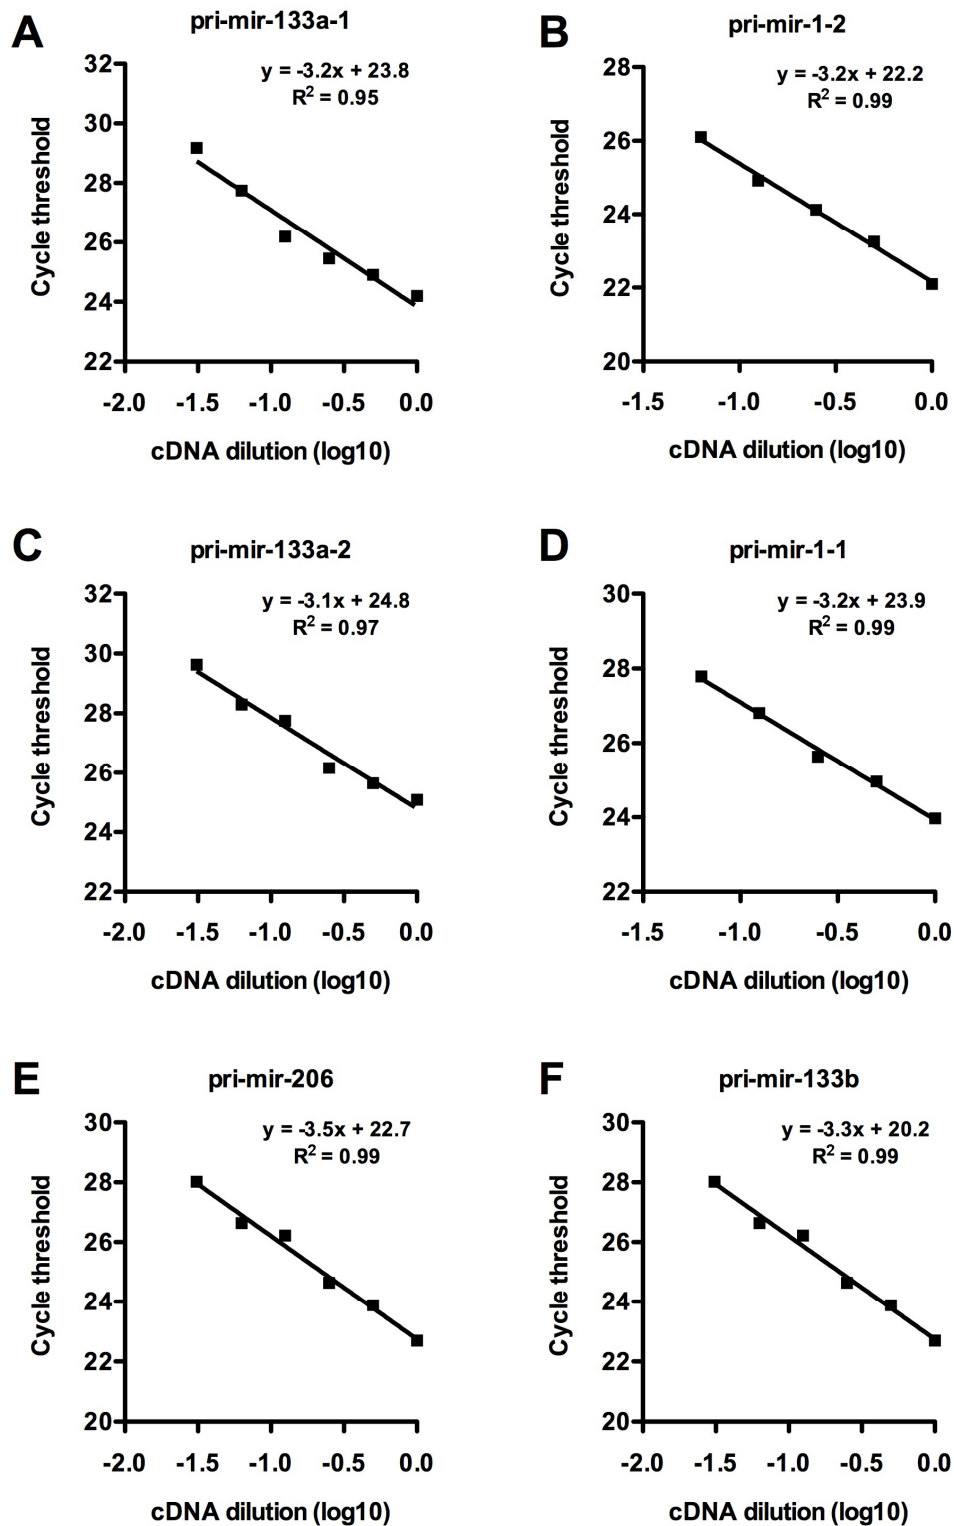 A
pri-mir-133a-1
y = -3.2x + 23.8
R² = 0.95
32
30
28
26
24
22
Cycle threshold
-2.0 -1.5 -1.0 -0.5 0.0
cDNA dilution (log10)
B
pri-mir-1-2
y = -3.2x + 22.2
R² = 0.99
28
26
24
22
20
Cycle threshold
-1.5 -1.0 -0.5 0.0
cDNA dilution (log10)
C
pri-mir-133a-2
y = -3.1x + 24.8
R² = 0.97
32
30
28
26
24
22
Cycle threshold
-2.0 -1.5 -1.0 -0.5 0.0
cDNA dilution (log10)
D
pri-mir-1-1
y = -3.2x + 23.9
R² = 0.99
30
28
26
24
22
Cycle threshold
-1.5 -1.0 -0.5 0.0
cDNA dilution (log10)
E
pri-mir-206
y = -3.5x + 22.7
R² = 0.99
30
28
26
24
22
20
Cycle threshold
-2.0 -1.5 -1.0 -0.5 0.0
cDNA dilution (log10)
F
pri-mir-133b
y = -3.3x + 20.2
R² = 0.99
30
28
26
24
22
20
Cycle threshold
-2.0 -1.5 -1.0 -0.5 0.0
cDNA dilution (log10)